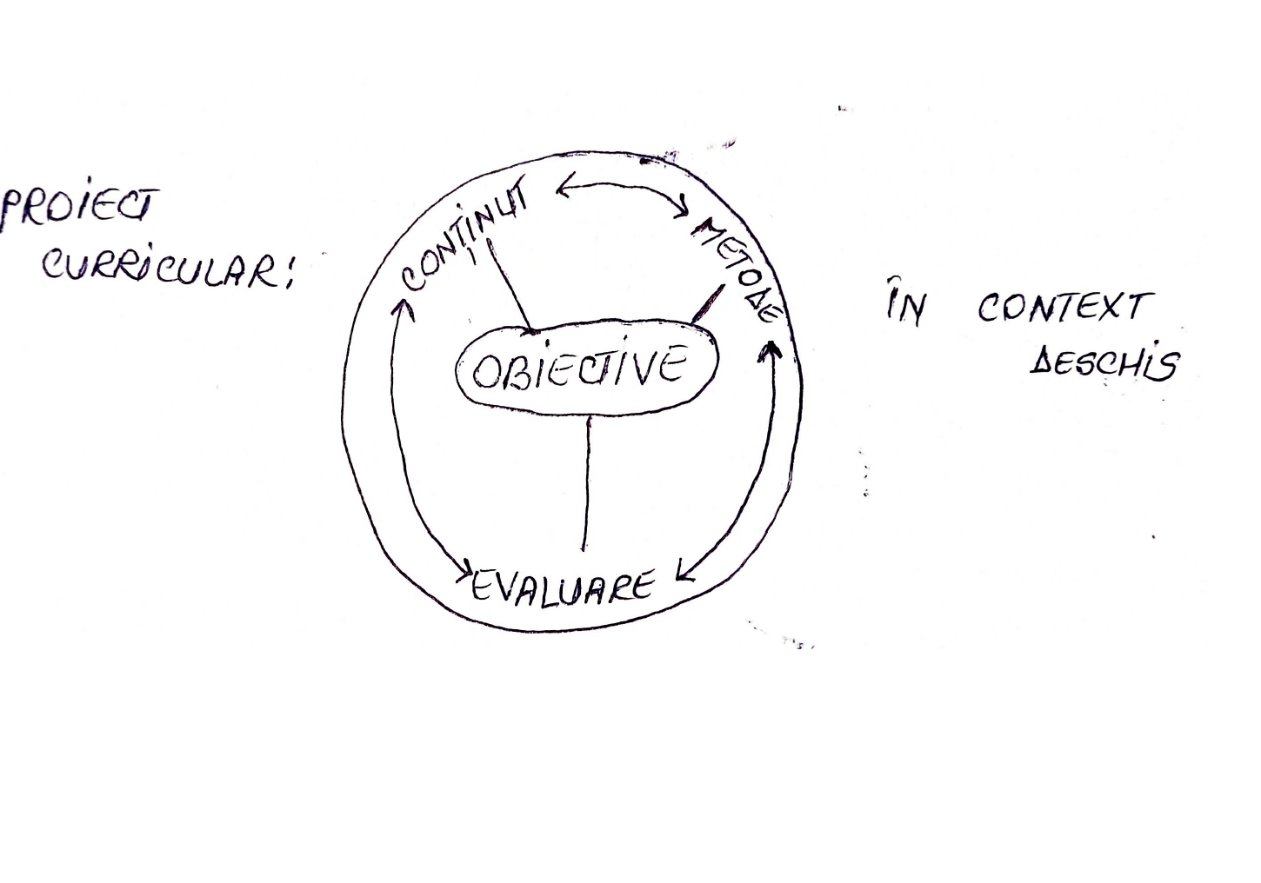 PROiECT
CURRiCULAR:
CONȚiNUT
METODE
OBiECTiVE
EVALUARE
ÎN CONTEXT
DESCHiS